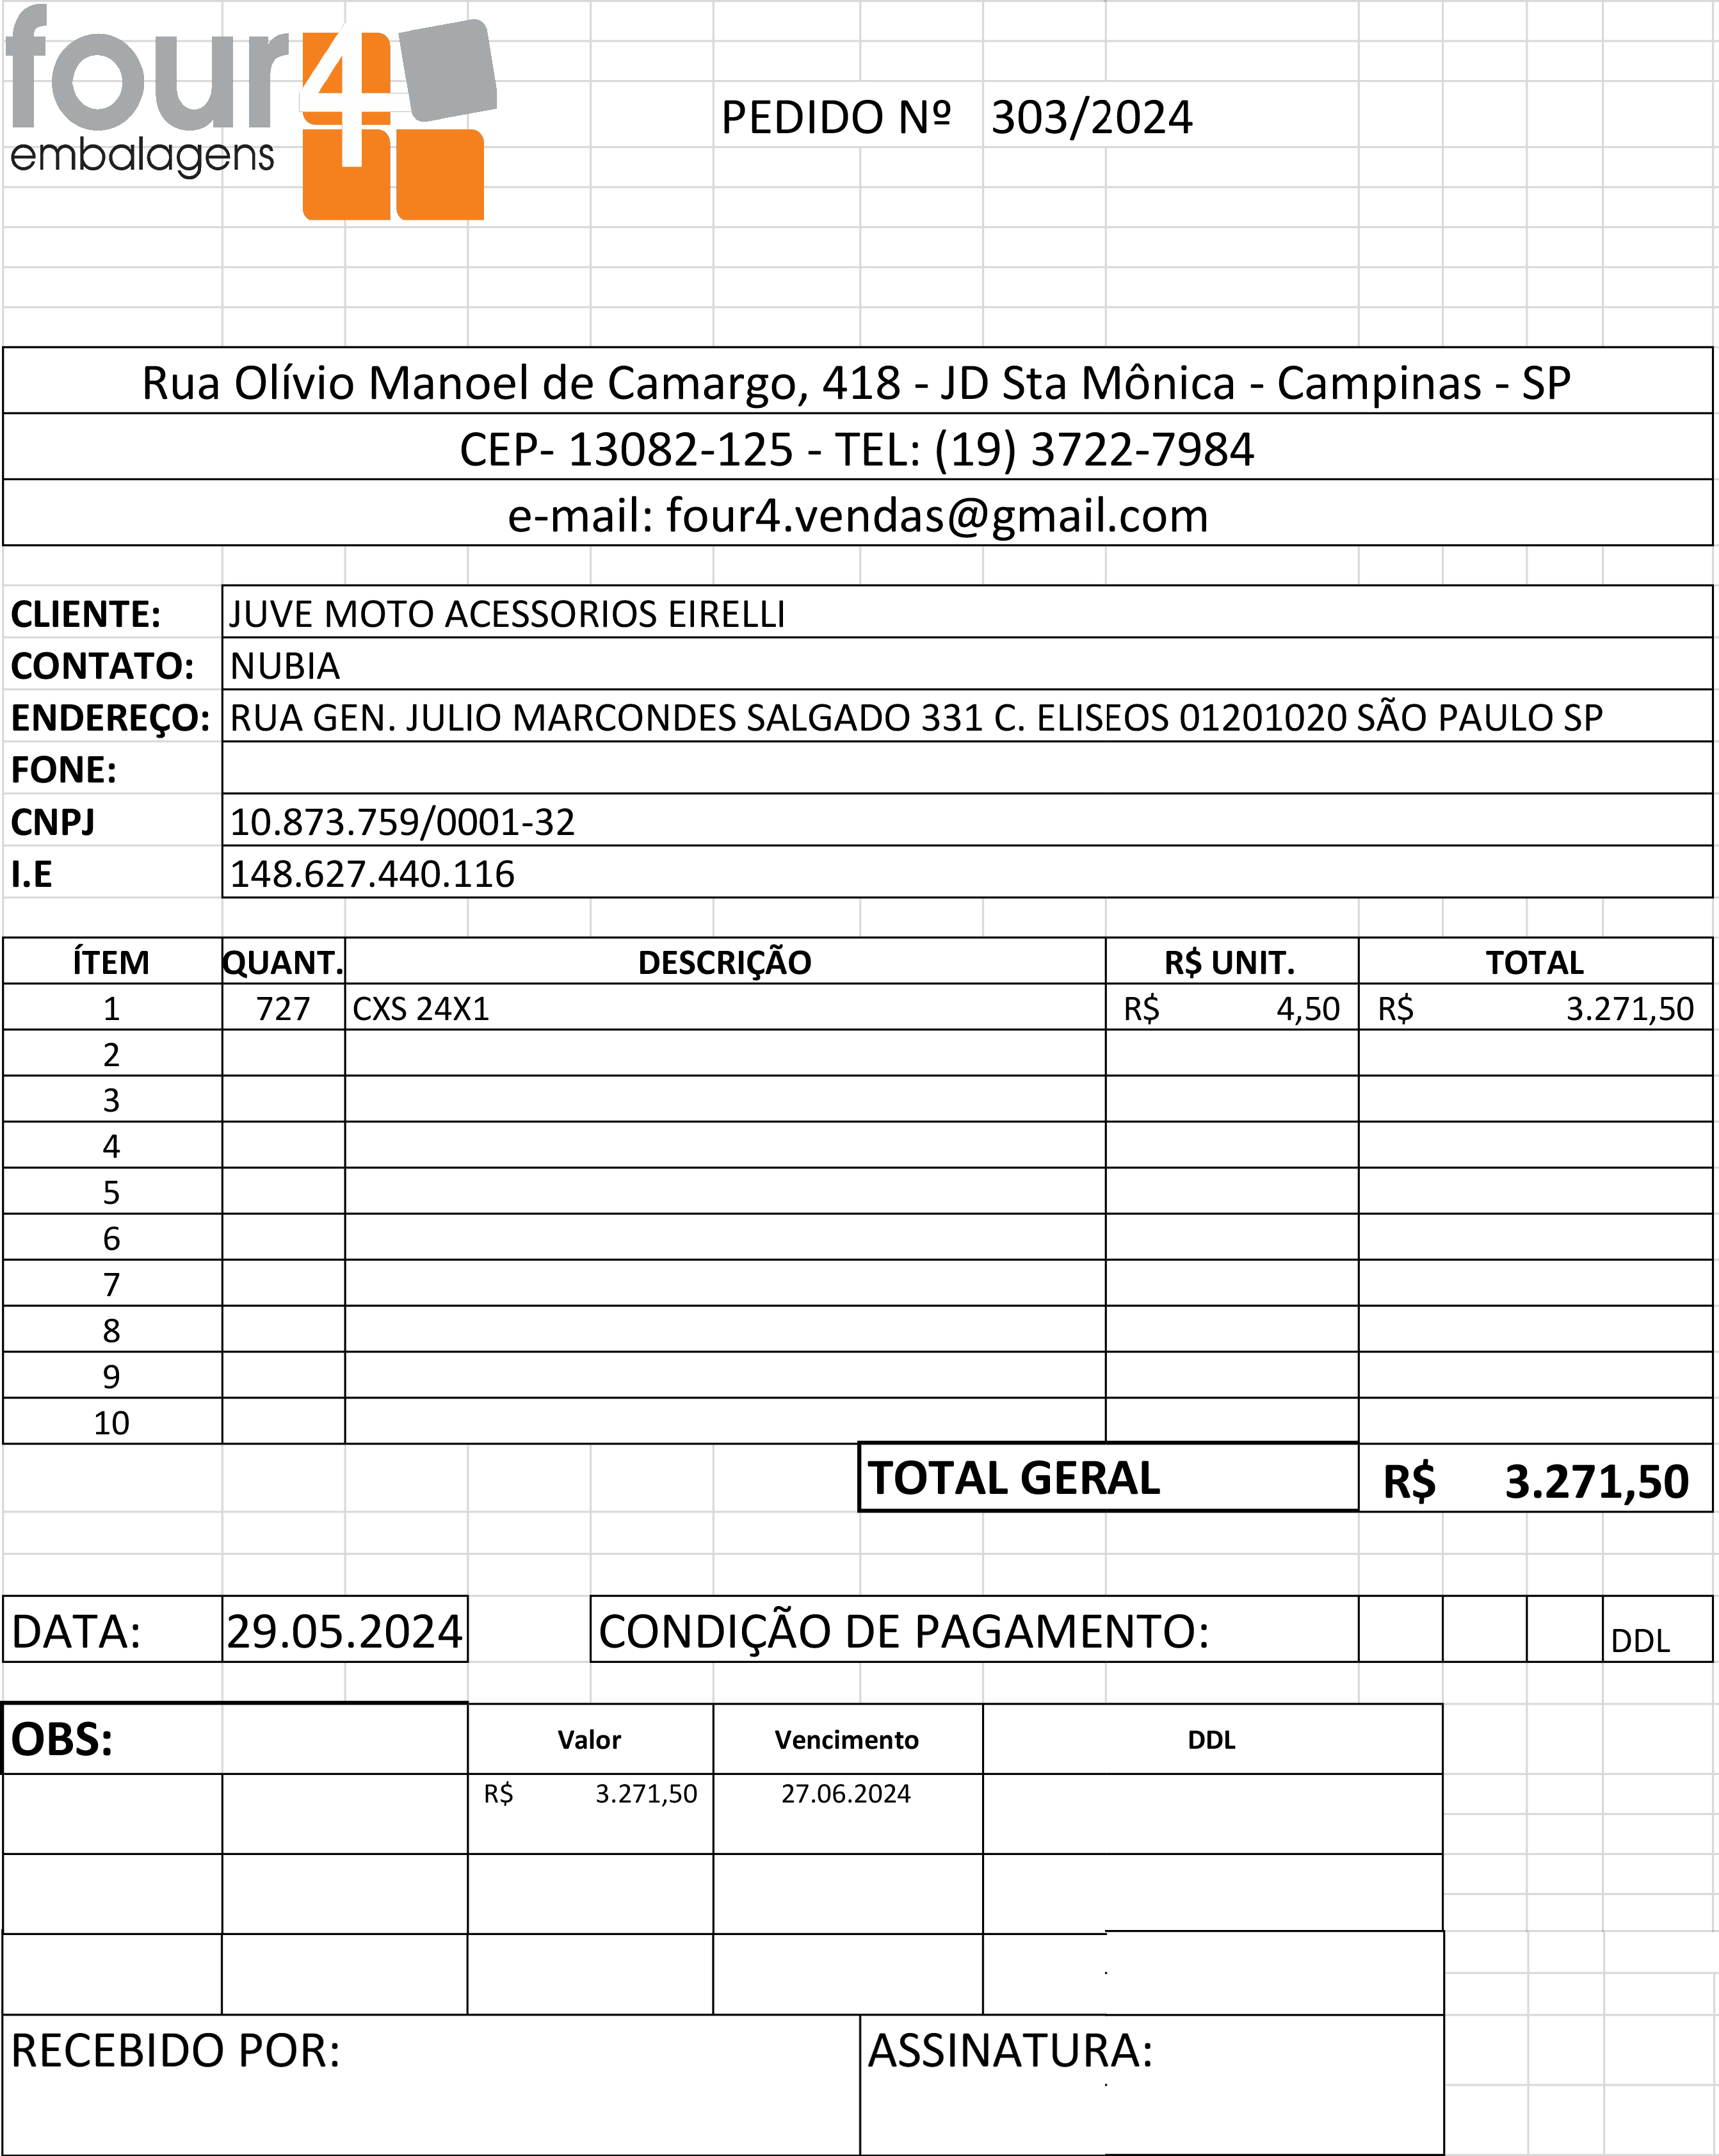 four4
embalagens
PEDIDO Nº 303/2024
Rua Olívio Manoel de Camargo, 418 - JD Sta Mônica - Campinas - SP
CEP- 13082-125 - TEL: (19) 3722-7984
e-mail: four4.vendas@gmail.com
CLIENTE: JUVE MOTO ACESSORIOS EIRELLI
CONTATO: NUBIA
ENDEREÇO: RUA GEN. JULIO MARCONDES SALGADO 331 C. ELISEOS 01201020 SÃO PAULO SP
FONE:
CNPJ 10.873.759/0001-32
I.E 148.627.440.116
ÍTEM QUANT. DESCRIÇÃO R$ UNIT. TOTAL
1 727 CXS 24X1 R$ 4,50 R$ 3.271,50
2
3
4
5
6
7
8
9
10
TOTAL GERAL R$ 3.271,50
DATA: 29.05.2024 CONDIÇÃO DE PAGAMENTO: DDL
OBS: Valor Vencimento DDL
R$ 3.271,50 27.06.2024
RECEBIDO POR: ASSINATURA: